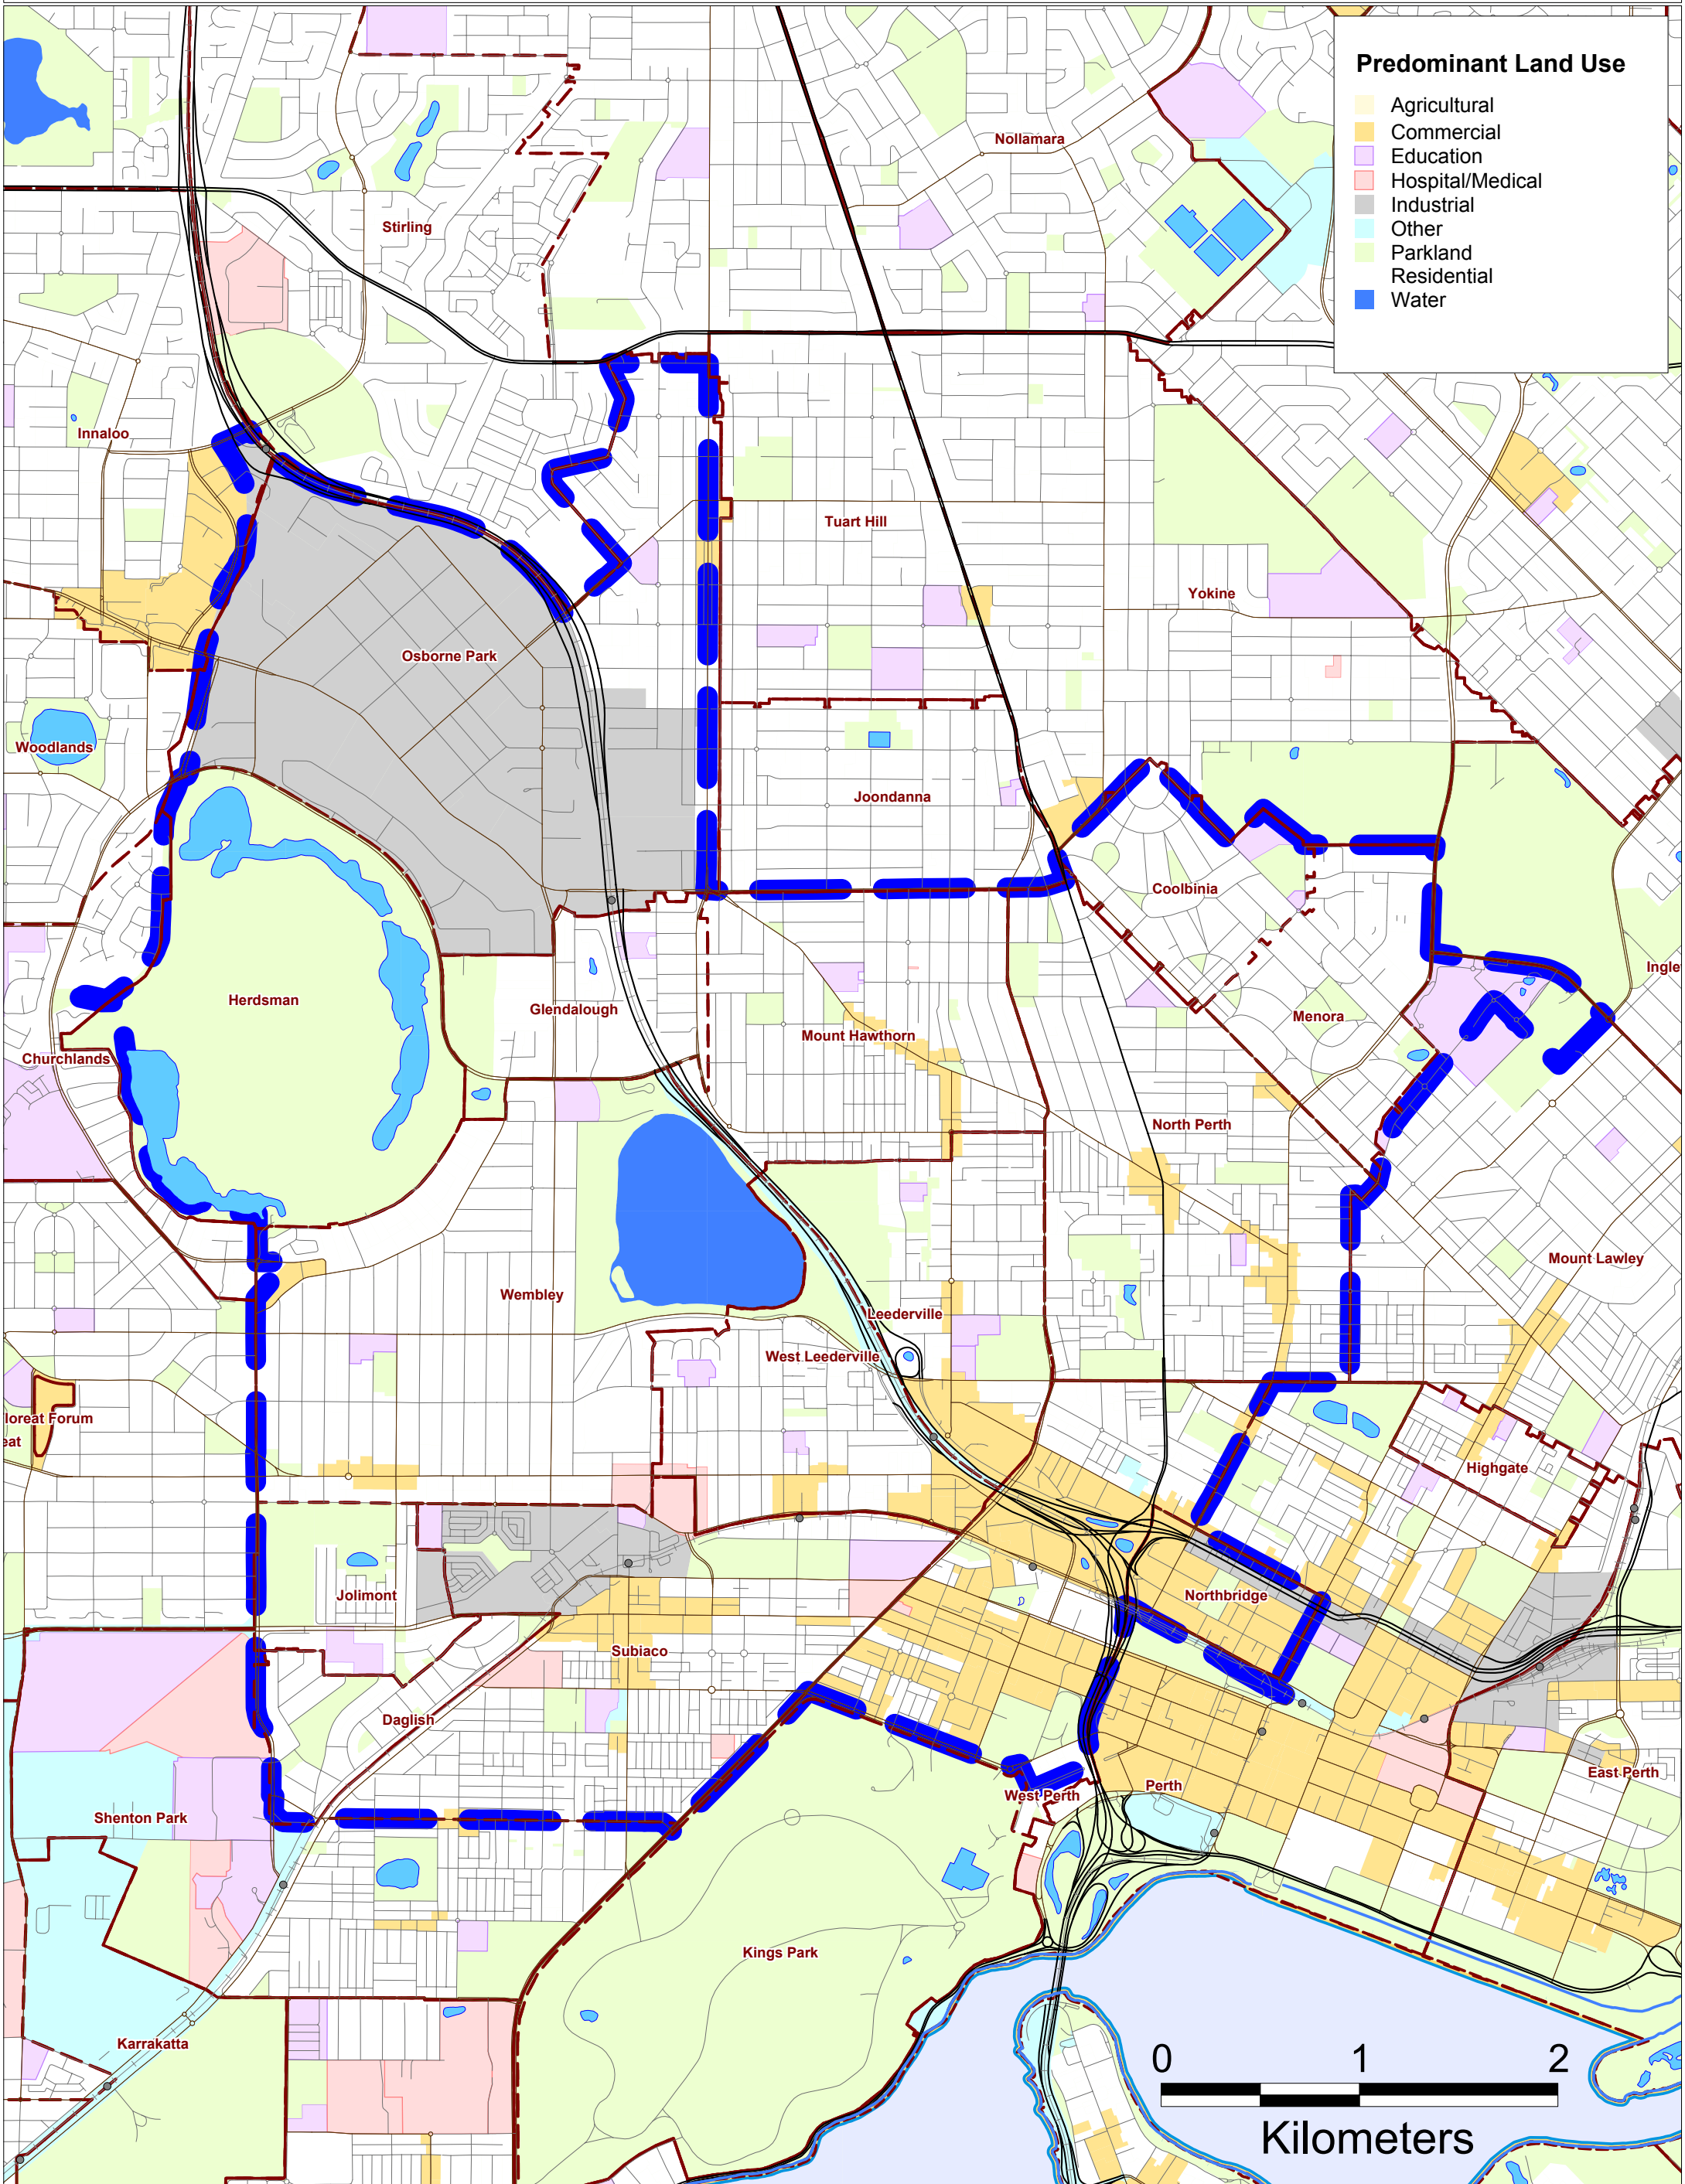 Predominant Land Use
Agricultural
Commercial
Education
Hospital/Medical
Industrial
Other
Parkland
Residential
Water
Nollamara
Stirling
Innaloo
Tuart Hill
Yokine
Osborne Park
Woodlands
Joondanna
Coolbinia
Ingle
Herdsman
Glendalough
Menora
Mount Hawthorn
Churchlands
North Perth
Mount Lawley
Wembley
Leederville
West Leederville
loreat Forum
eat
Highgate
Jolimont
Northbridge
Subiaco
Daglish
East Perth
Perth
West Perth
Shenton Park
Kings Park
Karrakatta
0 1 2
Kilometers